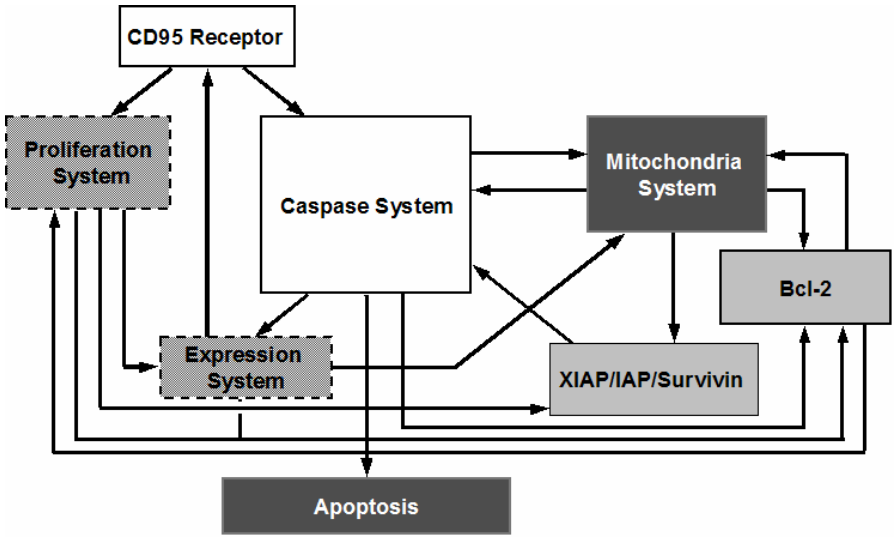 CD95 Receptor
Proliferation
System
Caspase System
Mitochondria
System
Bcl-2
Expression
System
XIAP/IAP/Survivin
Apoptosis